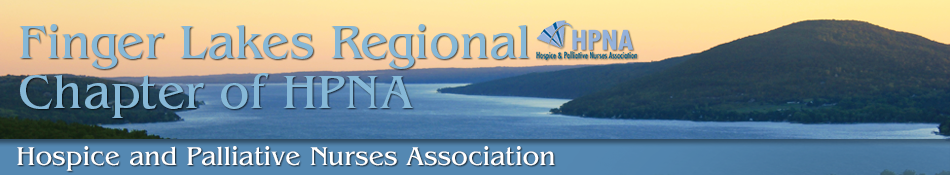 Finger Lakes Regional
HPNA
Hospice & Palliative Nurses Association
Chapter of HPNA
Hospice and Palliative Nurses Association